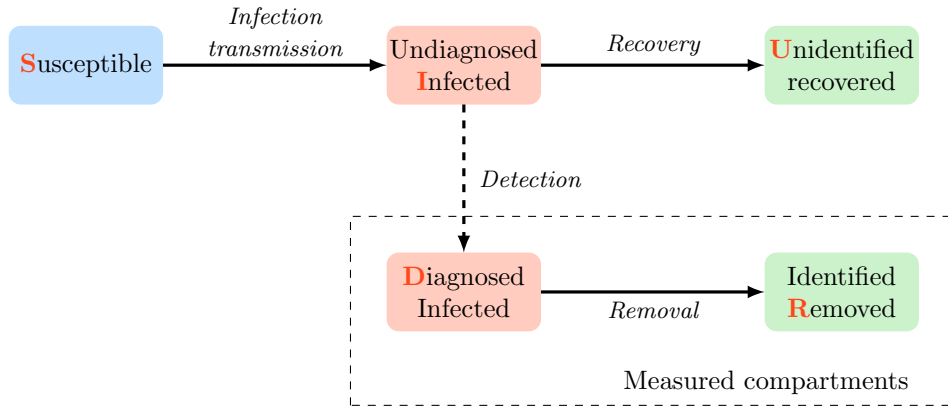 Infection
transmission
Susceptible
Undiagnosed
Infected
Recovery
Unidentified
recovered
Detection
Diagnosed
Infected
Removal
Identified
Removed
Measured compartments